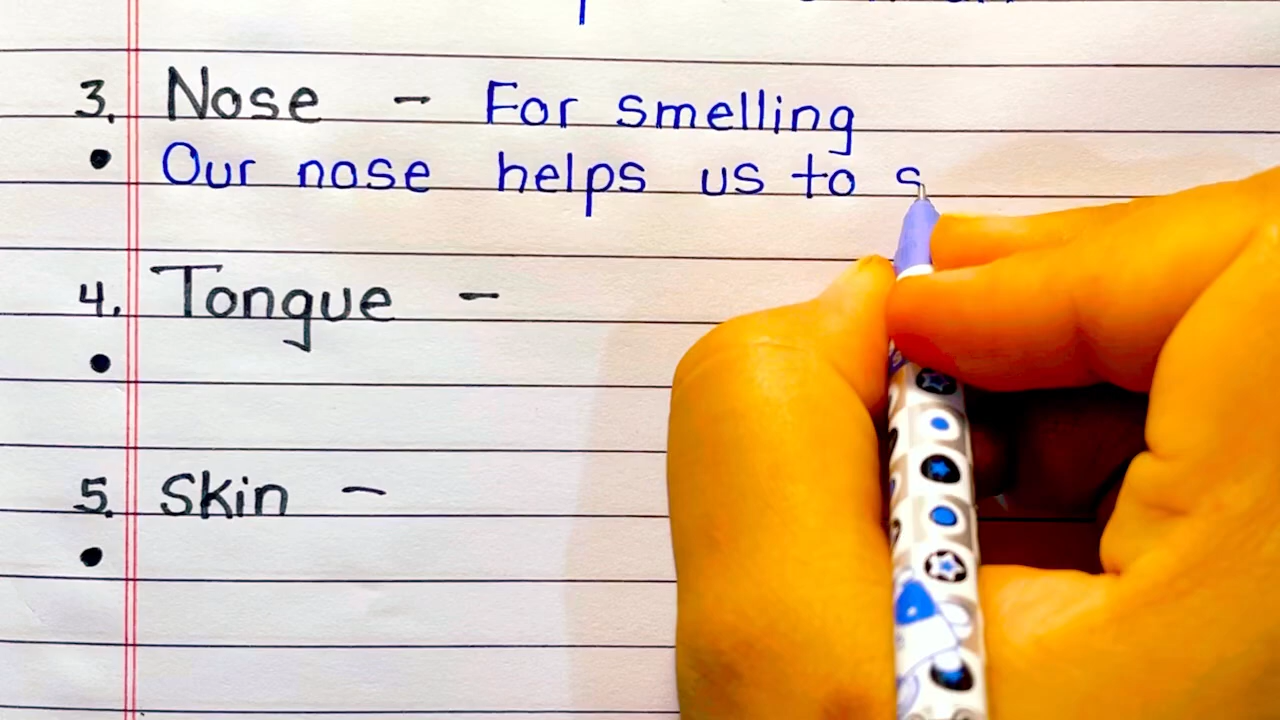 3. Nose - For smelling
• Our nose helps us to s
4. Tongue -
•
5. Skin -
•